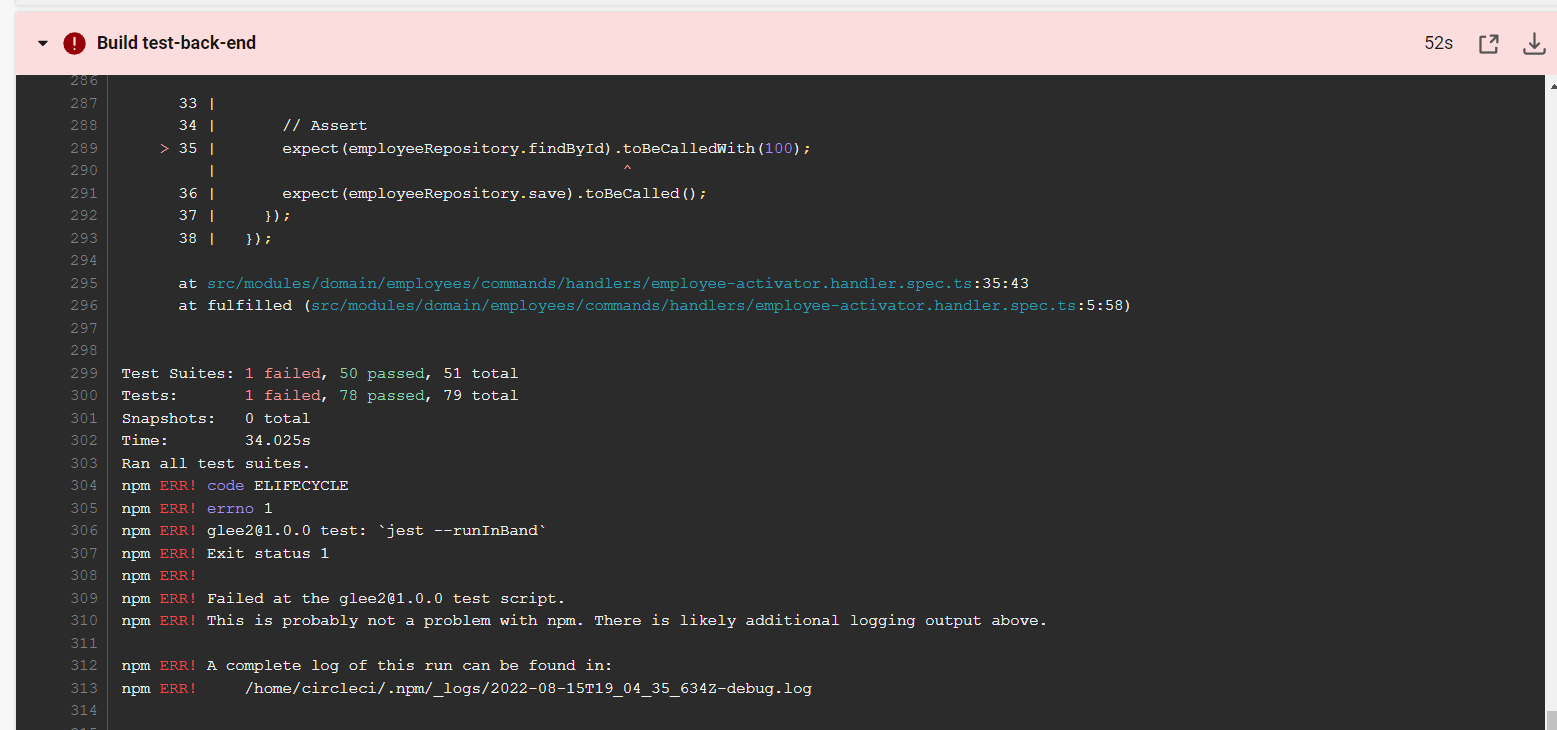 Build test-back-end 52s
286
287 33 |
288 34 | // Assert
289 > 35 | expect(employeeRepository.findById).toBeCalledWith(100);
290 | ^
291 36 | expect(employeeRepository.save).toBeCalled();
292 37 | });
293 38 | });
294
295 at src/modules/domain/employees/commands/handlers/employee-activator.handler.spec.ts:35:43
296 at fulfilled (src/modules/domain/employees/commands/handlers/employee-activator.handler.spec.ts:5:58)
297
298
299 Test Suites: 1 failed, 50 passed, 51 total
300 Tests: 1 failed, 78 passed, 79 total
301 Snapshots: 0 total
302 Time: 34.025s
303 Ran all test suites.
304 npm ERR! code ELIFECYCLE
305 npm ERR! errno 1
306 npm ERR! glee2@1.0.0 test: `jest --runInBand`
307 npm ERR! Exit status 1
308 npm ERR!
309 npm ERR! Failed at the glee2@1.0.0 test script.
310 npm ERR! This is probably not a problem with npm. There is likely additional logging output above.
311
312 npm ERR! A complete log of this run can be found in:
313 npm ERR! /home/circleci/.npm/_logs/2022-08-15T19_04_35_634Z-debug.log
314